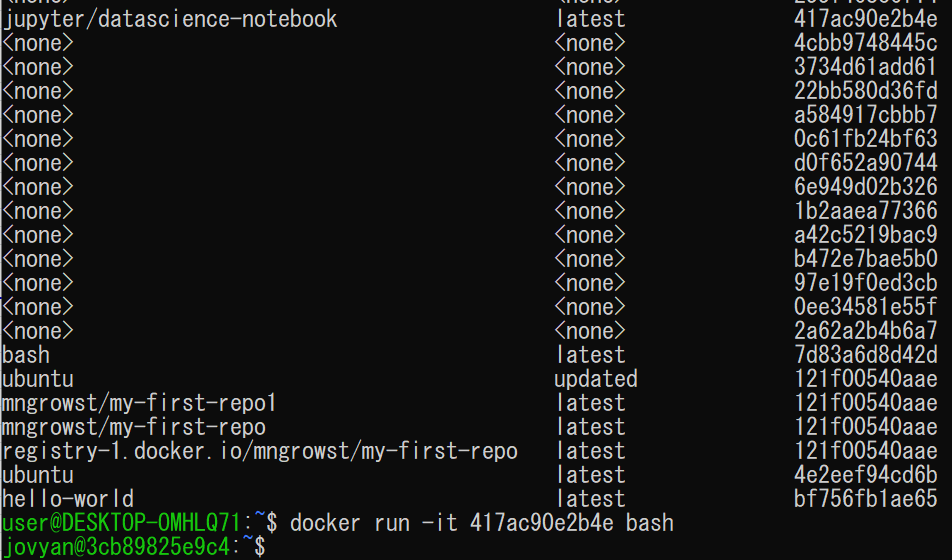 jupyter/datascience-notebook latest 417ac90e2b4e
<none> <none> 4cbb9748445c
<none> <none> 3734d61add61
<none> <none> 22bb580d36fd
<none> <none> a584917cbbb7
<none> <none> 0c61fb24bf63
<none> <none> d0f652a90744
<none> <none> 6e949d02b326
<none> <none> 1b2aaea77366
<none> <none> a42c5219bac9
<none> <none> b472e7bae5b0
<none> <none> 97e19f0ed3cb
<none> <none> 0ee34581e55f
<none> <none> 2a62a2b4b6a7
bash latest 7d83a6d8d42d
ubuntu updated 121f00540aae
mngrowst/my-first-repo1 latest 121f00540aae
mngrowst/my-first-repo latest 121f00540aae
registry-1.docker.io/mngrowst/my-first-repo latest 121f00540aae
ubuntu latest 4e2eef94cd6b
hello-world latest bf756fb1ae65
user@DESKTOP-OMHLQ71:~$ docker run -it 417ac90e2b4e bash
jovyan@3cb89825e9c4:~$